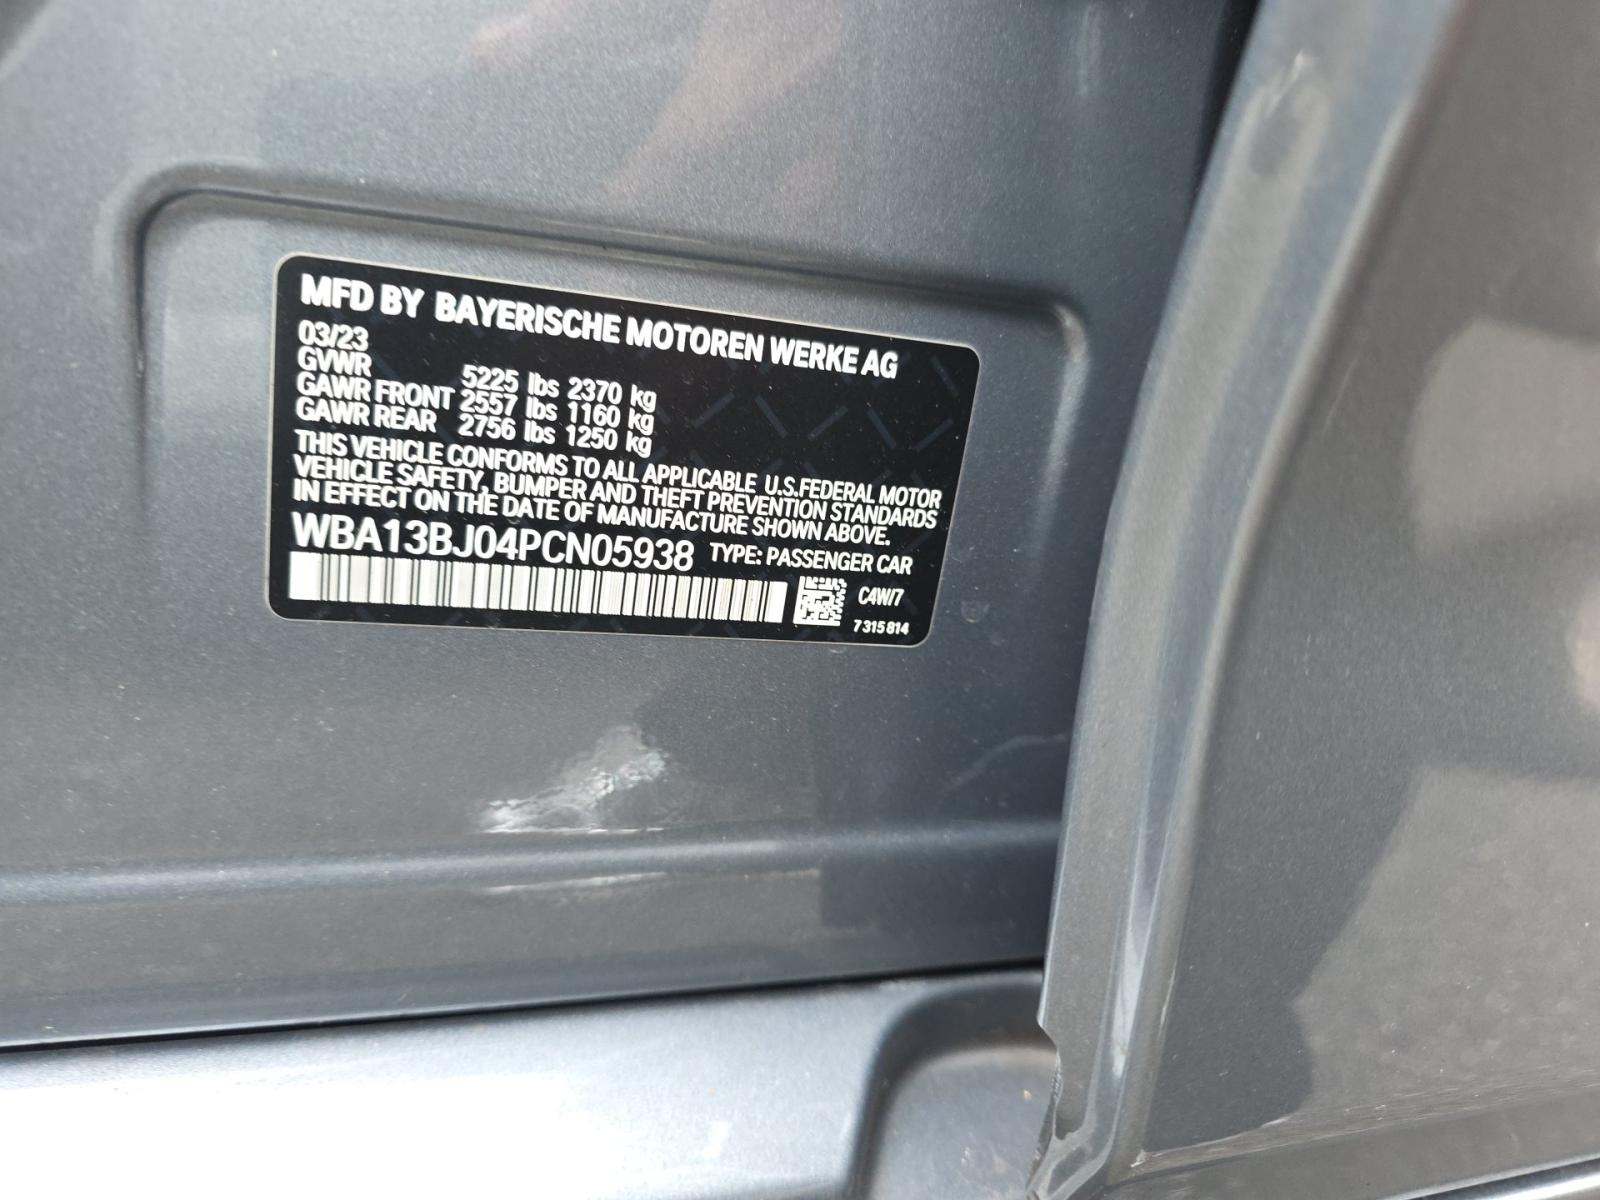 MFD BY BAYERISCHE MOTOREN WERKE AG
03/23
GVWR 5225 lbs 2370 kg
GAWR FRONT 2557 lbs 1160 kg
GAWR REAR 2756 lbs 1250 kg
THIS VEHICLE CONFORMS TO ALL APPLICABLE U.S.FEDERAL MOTOR
VEHICLE SAFETY, BUMPER AND THEFT PREVENTION STANDARDS
IN EFFECT ON THE DATE OF MANUFACTURE SHOWN ABOVE.
WBA13BJ04PCN05938 TYPE: PASSENGER CAR
C4W/7
7 315 814